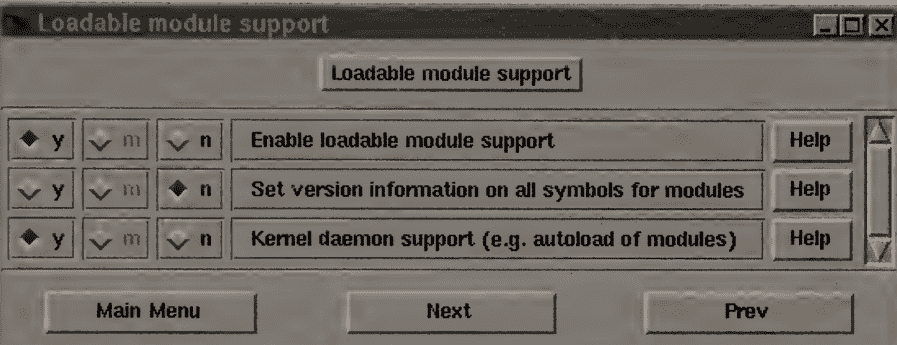 Loadable module support
Loadable module support
y m n Enable loadable module support Help
y m n Set version information on all symbols for modules Help
y m n Kernel daemon support (e.g. autoload of modules) Help
Main Menu Next Prev